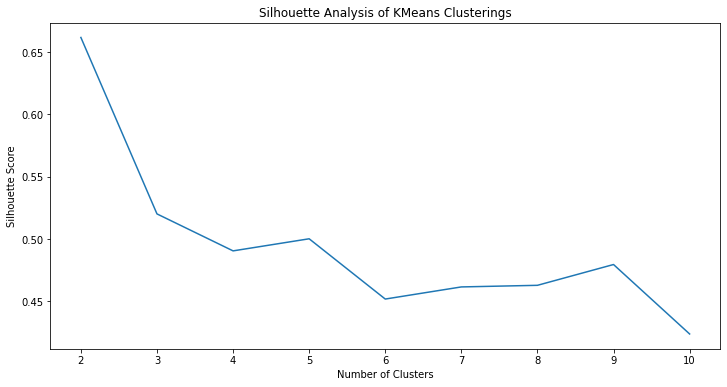 Silhouette Analysis of KMeans Clusterings
0.65
0.60
0.55
0.50
0.45
Silhouette Score
2 3 4 5 6 7 8 9 10
Number of Clusters